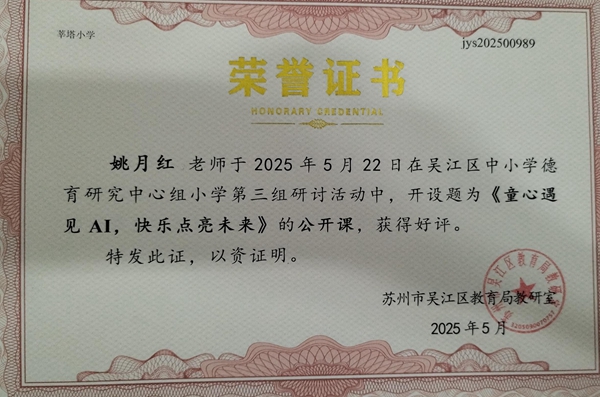 莘塔小学
jys202500989
荣誉证书
HONORARY CREDENTIAL
姚月红 老师于 2025 年 5 月 22 日在吴江区中小学德
育研究中心组小学第三组研讨活动中，开设题为《童心遇
见 AI，快乐点亮未来》的公开课，获得好评。
特发此证，以资证明。
苏州市吴江区教育局教研室
2025 年 5 月